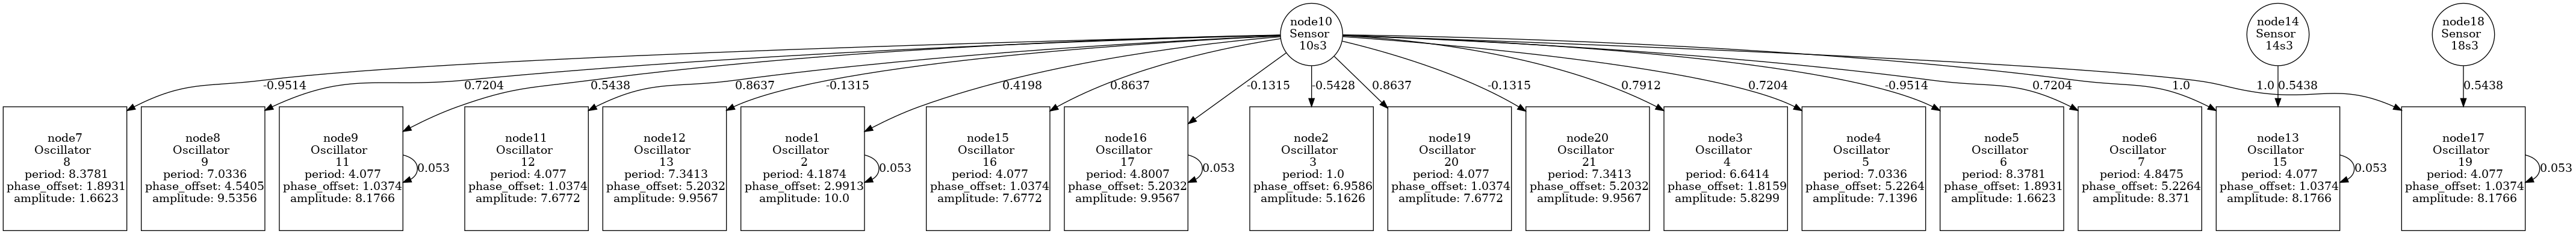 node10
Sensor
10s3
node14
Sensor
14s3
node18
Sensor
18s3
-0.9514
0.7204
0.5438
0.8637
-0.1315
0.4198
0.8637
-0.1315
-0.5428
0.8637
-0.1315
0.7912
0.7204
-0.9514
0.7204
1.0
0.5438
1.0
0.5438
node7
Oscillator
8
period: 8.3781
phase_offset: 1.8931
amplitude: 1.6623
node8
Oscillator
9
period: 7.0336
phase_offset: 4.5405
amplitude: 9.5356
node9
Oscillator
11
period: 4.077
phase_offset: 1.0374
amplitude: 8.1766
0.053
node11
Oscillator
12
period: 4.077
phase_offset: 1.0374
amplitude: 7.6772
node12
Oscillator
13
period: 7.3413
phase_offset: 5.2032
amplitude: 9.9567
node1
Oscillator
2
period: 4.1874
phase_offset: 2.9913
amplitude: 10.0
0.053
node15
Oscillator
16
period: 4.077
phase_offset: 1.0374
amplitude: 7.6772
node16
Oscillator
17
period: 4.8007
phase_offset: 5.2032
amplitude: 9.9567
0.053
node2
Oscillator
3
period: 1.0
phase_offset: 6.9586
amplitude: 5.1626
node19
Oscillator
20
period: 4.077
phase_offset: 1.0374
amplitude: 7.6772
node20
Oscillator
21
period: 7.3413
phase_offset: 5.2032
amplitude: 9.9567
node3
Oscillator
4
period: 6.6414
phase_offset: 1.8159
amplitude: 5.8299
node4
Oscillator
5
period: 7.0336
phase_offset: 5.2264
amplitude: 7.1396
node5
Oscillator
6
period: 8.3781
phase_offset: 1.8931
amplitude: 1.6623
node6
Oscillator
7
period: 4.8475
phase_offset: 5.2264
amplitude: 8.371
node13
Oscillator
15
period: 4.077
phase_offset: 1.0374
amplitude: 8.1766
0.053
node17
Oscillator
19
period: 4.077
phase_offset: 1.0374
amplitude: 8.1766
0.053